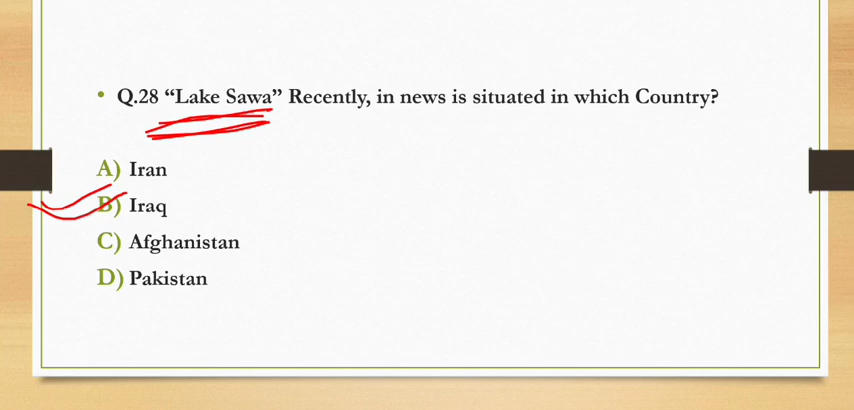 • Q.28 “Lake Sawa” Recently, in news is situated in which Country?
A) Iran
B) Iraq
C) Afghanistan
D) Pakistan